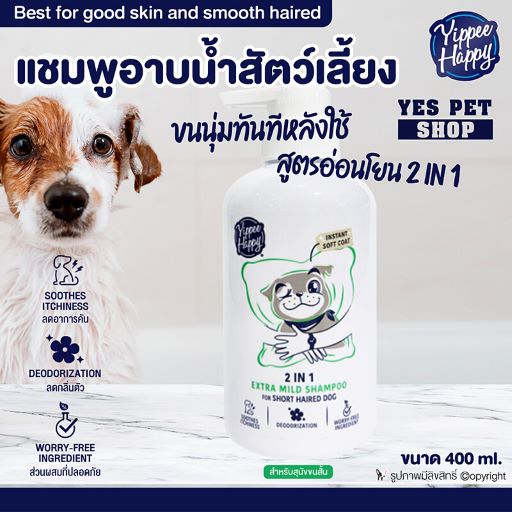 Best for good skin and smooth haired
Yippee Happy
แชมพูอาบน้ำสัตว์เลี้ยง
YES PET
SHOP
ขนนุ่มทันทีหลังใช้
สูตรอ่อนโยน 2 IN 1
Yippee Happy
INSTANT
SOFT COAT
SOOTHES
ITCHINESS
ลดอาการคัน
DEODORIZATION
ลดกลิ่นตัว
WORRY-FREE
INGREDIENT
ส่วนผสมที่ปลอดภัย
2 IN 1
EXTRA MILD SHAMPOO
FOR SHORT HAIRED DOG
SOOTHES
ITCHINESS
DEODORIZATION
WORRY-FREE
INGREDIENT
สำหรับสุนัขขนสั้น
ขนาด 400 ml.
รูปภาพมีลิขสิทธิ์ ©opyright